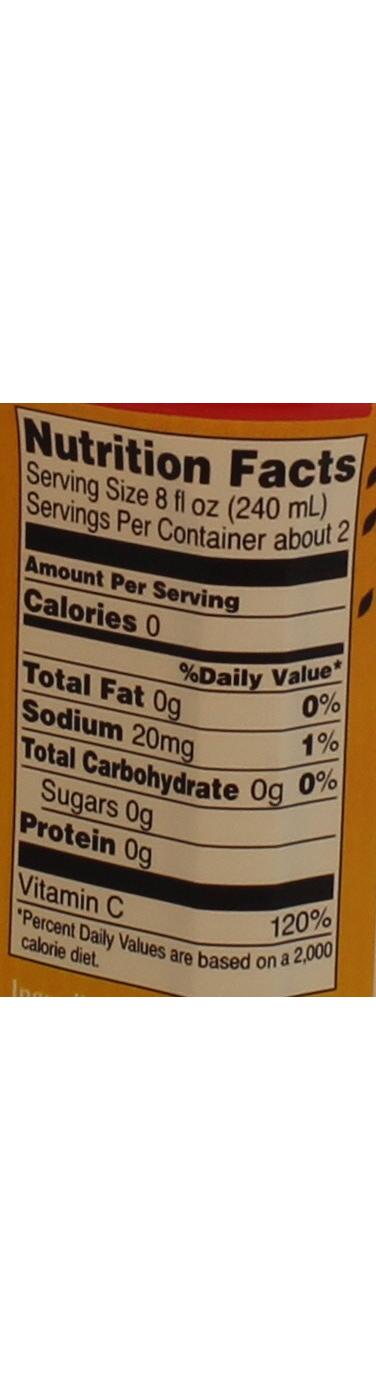 Nutrition Facts
Serving Size 8 fl oz (240 mL)
Servings Per Container about 2
Amount Per Serving
Calories 0
%Daily Value*
Total Fat 0g 0%
Sodium 20mg 1%
Total Carbohydrate 0g 0%
Sugars 0g
Protein 0g
Vitamin C 120%
*Percent Daily Values are based on a 2,000
calorie diet.